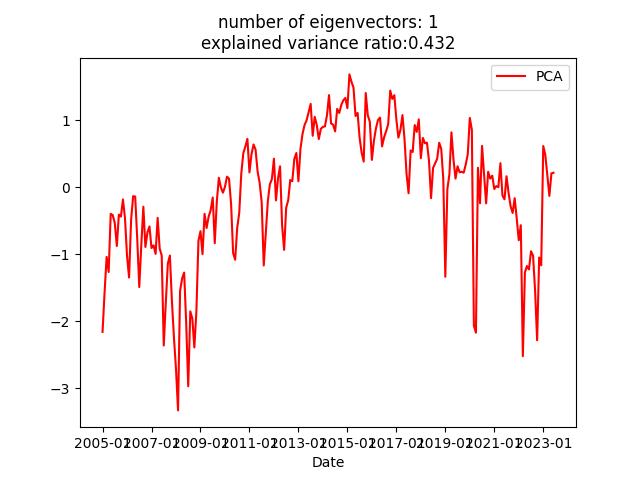 number of eigenvectors: 1
explained variance ratio:0.432
PCA
1
0
−1
−2
−3
2005-01 2007-01 2009-01 2011-01 2013-01 2015-01 2017-01 2019-01 2021-01 2023-01
Date